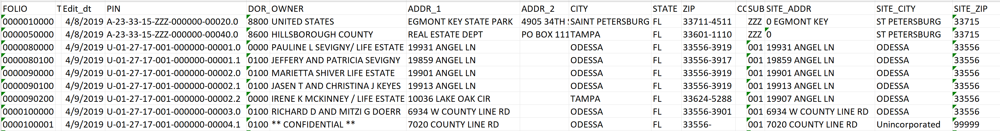 FOLIO T Edit_dt PIN DOR_ OWNER ADDR_1 ADDR_2 CITY STATE ZIP CC SUB SITE_ADDR SITE_CITY SITE_ZIP
0000010000 4/8/2019 A-23-33-15-ZZZ-000000-00020.0 8800 UNITED STATES EGMONT KEY STATE PARK 4905 34TH SAINT PETERSBURG FL 33711-4511 ZZZ 0 EGMONT KEY ST PETERSBURG 33715
0000050000 4/8/2019 A-23-33-15-ZZZ-000000-00040.0 8600 HILLSBOROUGH COUNTY REAL ESTATE DEPT PO BOX 111 TAMPA FL 33601-1110 ZZZ 0 ST PETERSBURG 33715
0000080000 4/9/2019 U-01-27-17-001-000000-00001.0 0000 PAULINE L SEVIGNY/ LIFE ESTATE 19931 ANGEL LN ODESSA FL 33556-3919 001 19931 ANGEL LN ODESSA 33556
0000080100 4/9/2019 U-01-27-17-001-000000-00001.1 0100 JEFFERY AND PATRICIA SEVIGNY 19859 ANGEL LN ODESSA FL 33556-3917 001 19859 ANGEL LN ODESSA 33556
0000090000 4/9/2019 U-01-27-17-001-000000-00002.0 0100 MARIETTA SHIVER LIFE ESTATE 19901 ANGEL LN ODESSA FL 33556-3919 001 19901 ANGEL LN ODESSA 33556
0000090100 4/9/2019 U-01-27-17-001-000000-00002.1 0100 JASEN T AND CHRISTINA J KEYES 19913 ANGEL LN ODESSA FL 33556-3919 001 19913 ANGEL LN ODESSA 33556
0000090200 4/9/2019 U-01-27-17-001-000000-00002.2 0000 IRENE K MCKINNEY / LIFE ESTATE 10036 LAKE OAK CIR TAMPA FL 33624-5288 001 19907 ANGEL LN ODESSA 33556
0000100000 4/9/2019 U-01-27-17-001-000000-00003.0 0100 RICHARD D AND MITZI G DOERR 6934 W COUNTY LINE RD ODESSA FL 33556-3901 001 6934 W COUNTY LINE RD ODESSA 33556
0000100001 4/9/2019 U-01-27-17-001-000000-00004.1 0100 ** CONFIDENTIAL ** 7020 COUNTY LINE RD ODESSA FL 33556- 001 7020 COUNTY LINE RD Unincorporated 99999